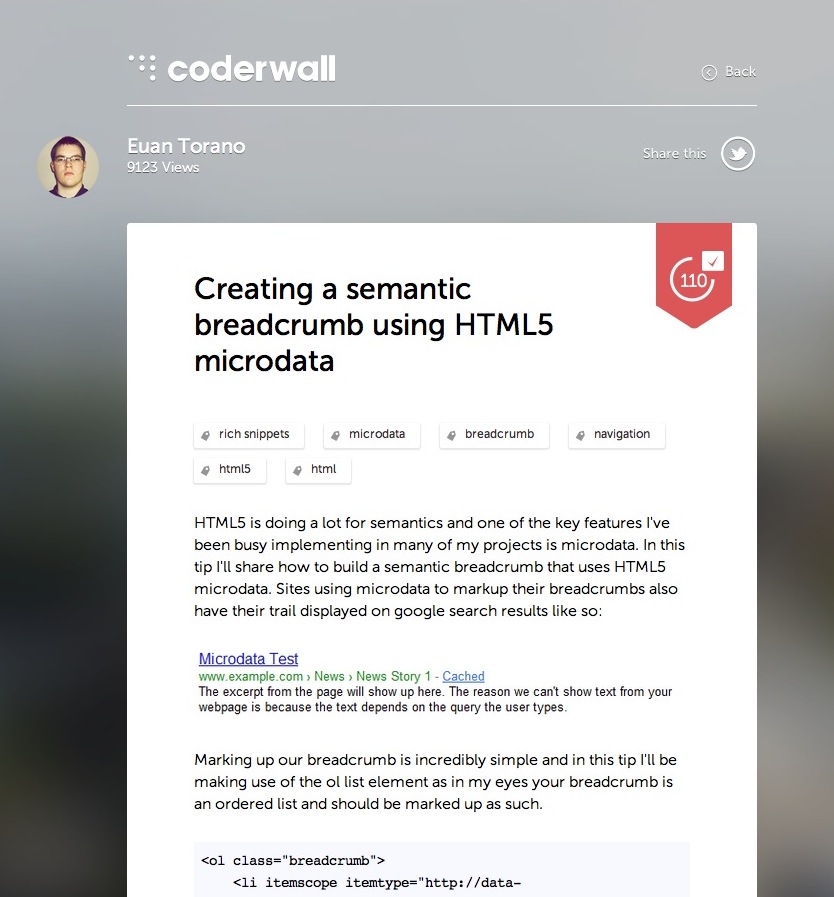 coderwall
Back
Euan Torano
9123 Views
Share this
110
Creating a semantic
breadcrumb using HTML5
microdata
rich snippets
microdata
breadcrumb
navigation
html5
html
HTML5 is doing a lot for semantics and one of the key features I've
been busy implementing in many of my projects is microdata. In this
tip I'll share how to build a semantic breadcrumb that uses HTML5
microdata. Sites using microdata to markup their breadcrumbs also
have their trail displayed on google search results like so:
Microdata Test
www.example.com › News › News Story 1 - Cached
The excerpt from the page will show up here. The reason we can't show text from your
webpage is because the text depends on the query the user types.
Marking up our breadcrumb is incredibly simple and in this tip I'll be
making use of the ol list element as in my eyes your breadcrumb is
an ordered list and should be marked up as such.
<ol class="breadcrumb">
<li itemscope itemtype="http://data-